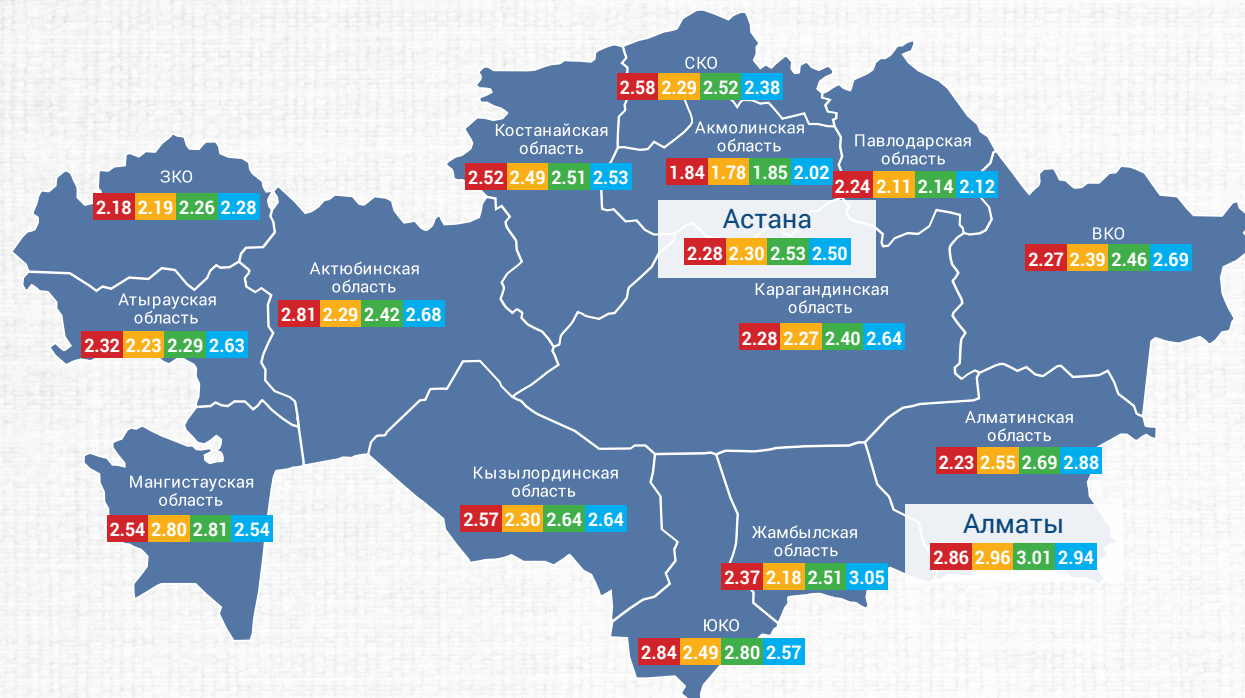 СКО
2.58 2.29 2.52 2.38
Костанайская
область
2.52 2.49 2.51 2.53
Акмолинская
область
1.84 1.78 1.85 2.02
Павлодарская
область
2.24 2.11 2.14 2.12
ЗКО
2.18 2.19 2.26 2.28
Астана
2.28 2.30 2.53 2.50
ВКО
2.27 2.39 2.46 2.69
Актюбинская
область
2.81 2.29 2.42 2.68
Атырауская
область
2.32 2.23 2.29 2.63
Карагандинская
область
2.28 2.27 2.40 2.64
Алматинская
область
2.23 2.55 2.69 2.88
Мангистауская
область
2.54 2.80 2.81 2.54
Кызылординская
область
2.57 2.30 2.64 2.64
Алматы
2.86 2.96 3.01 2.94
Жамбылская
область
2.37 2.18 2.51 3.05
ЮКО
2.84 2.49 2.80 2.57